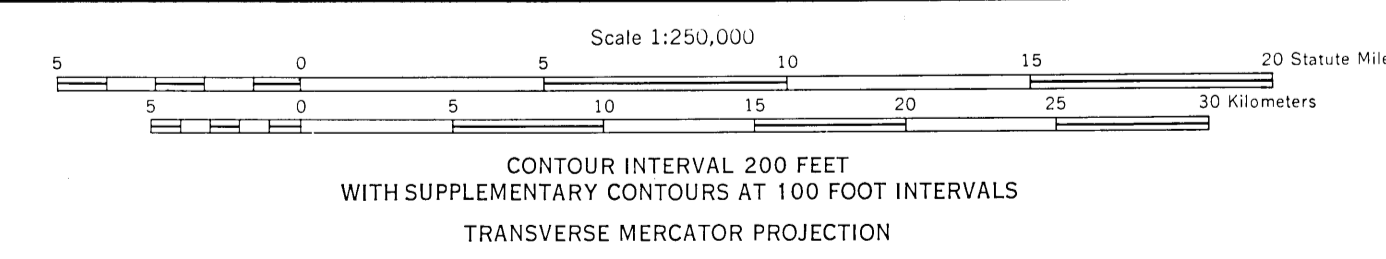 Scale 1:250,000
5 0 5 10 15 20 Statute Mile
5 0 5 10 15 20 25 30 Kilometers
CONTOUR INTERVAL 200 FEET
WITH SUPPLEMENTARY CONTOURS AT 100 FOOT INTERVALS
TRANSVERSE MERCATOR PROJECTION